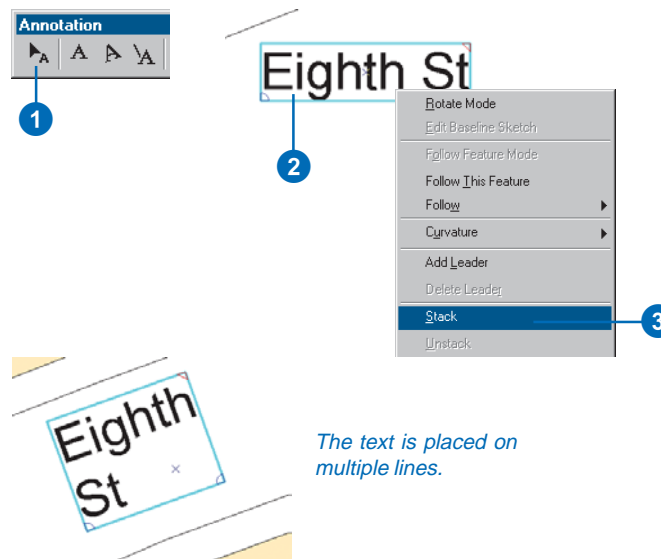 Annotation
A A A A
1
Eighth St
2
Rotate Mode
Edit Baseline Sketch
Follow Feature Mode
Follow This Feature
Follow
Curvature
Add Leader
Delete Leader
Stack
3
Unstack
Eighth
St
The text is placed on
multiple lines.